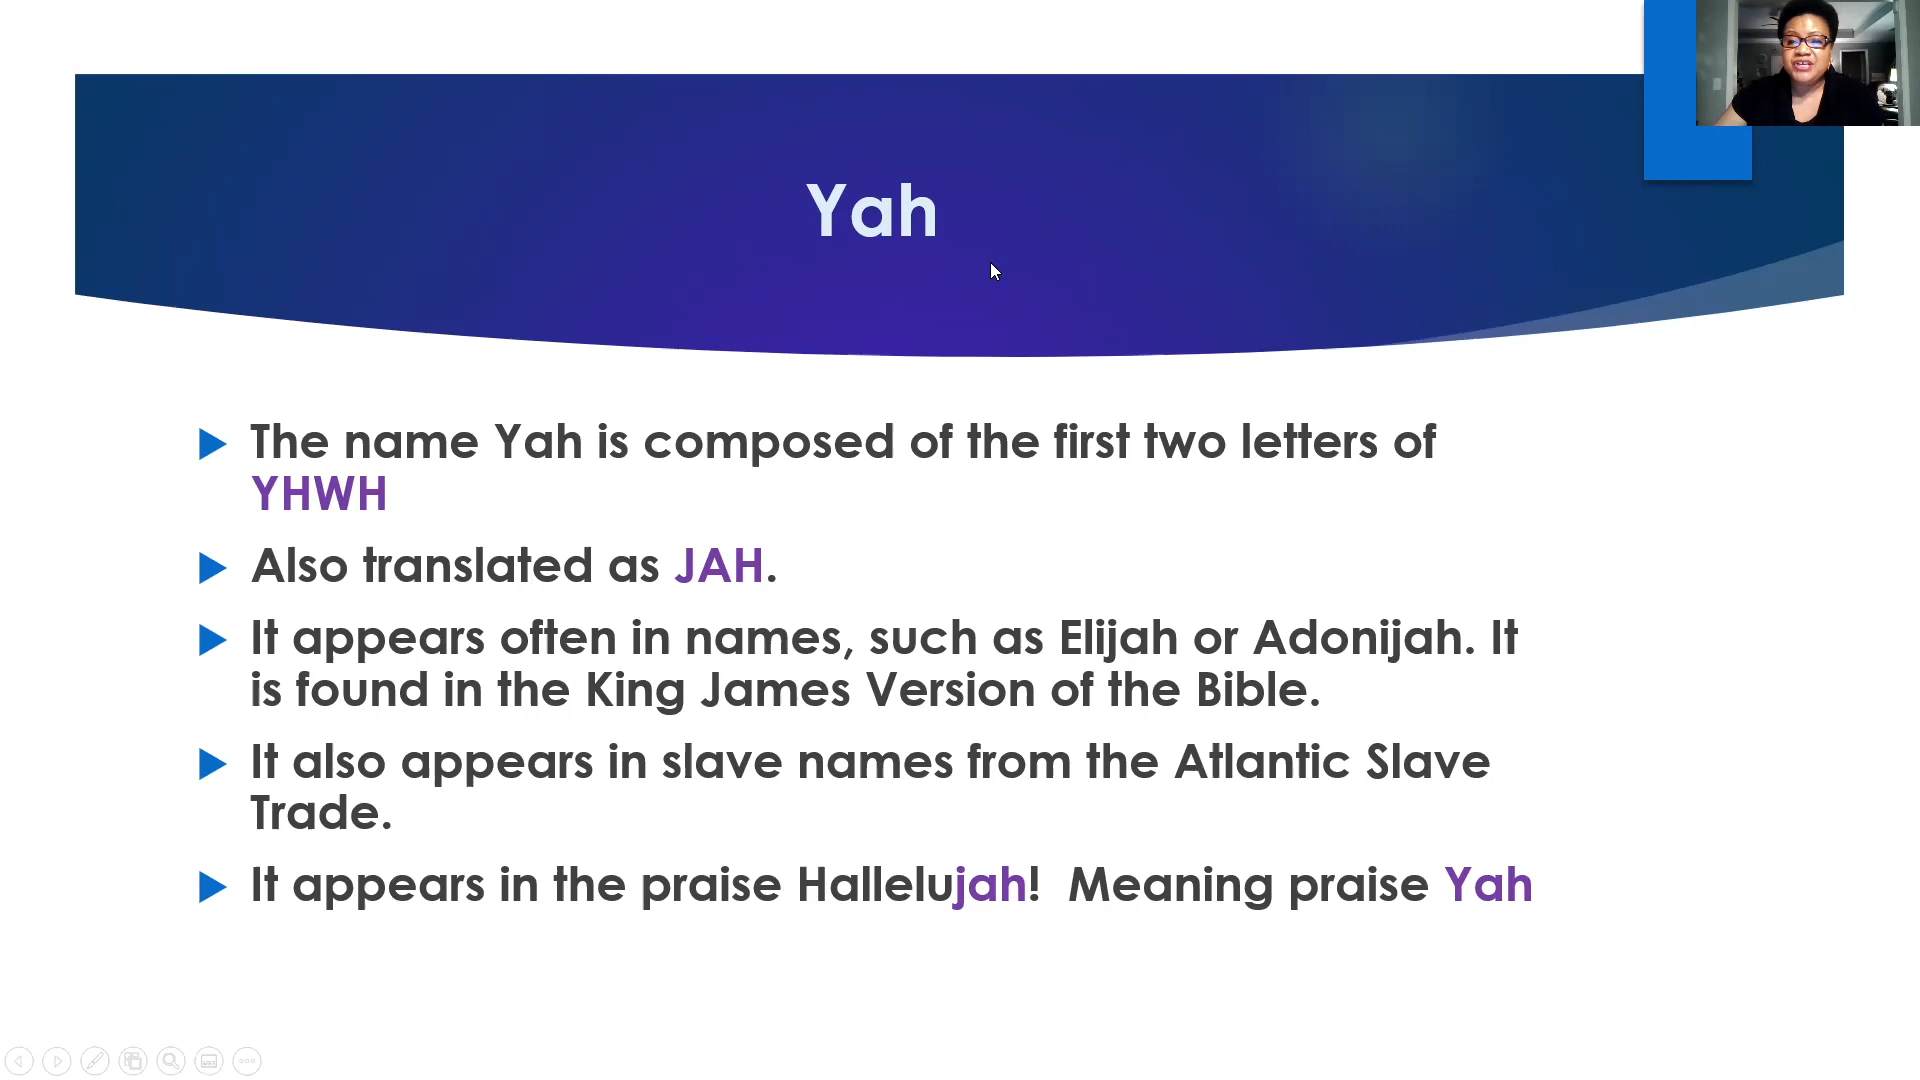 Yah
The name Yah is composed of the first two letters of
YHWH
Also translated as JAH.
It appears often in names, such as Elijah or Adonijah. It
is found in the King James Version of the Bible.
It also appears in slave names from the Atlantic Slave
Trade.
It appears in the praise Hallelujah!  Meaning praise Yah